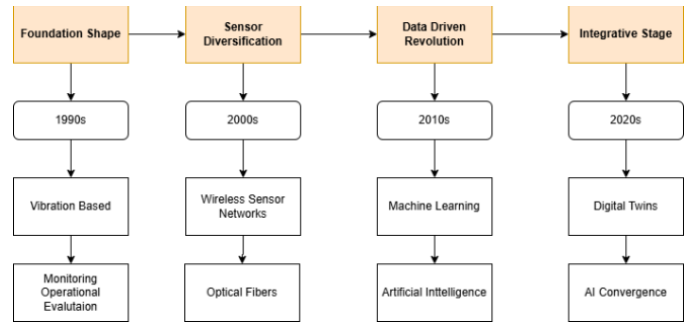 Foundation Shape
Sensor
Diversification
Data Driven
Revolution
Integrative Stage
1990s
2000s
2010s
2020s
Vibration Based
Wireless Sensor
Networks
Machine Learning
Digital Twins
Monitoring
Operational
Evalutaion
Optical Fibers
Artificial Inttelligence
AI Convergence